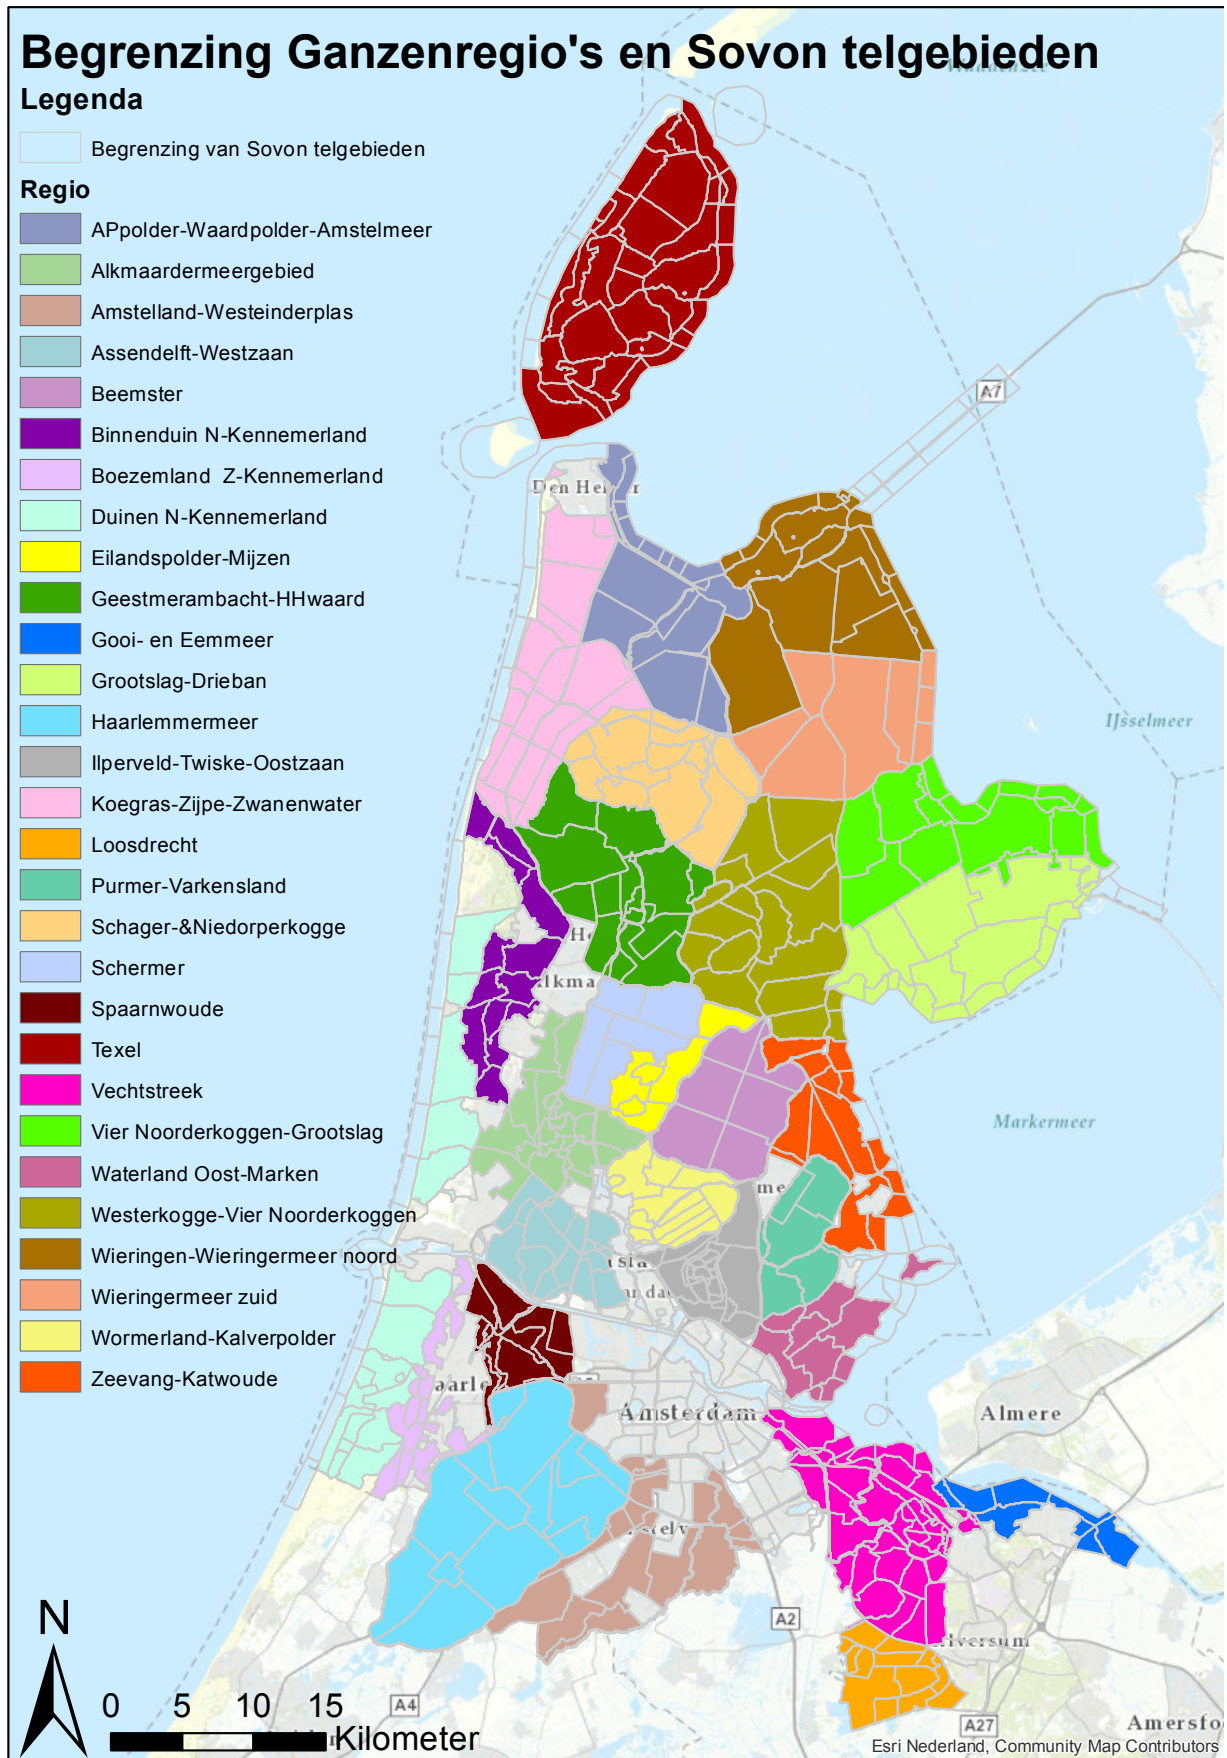 Begrenzing Ganzenregio's en Sovon telgebieden
Waddenzee
Legenda
Begrenzing van Sovon telgebieden
Regio
APpolder-Waardpolder-Amstelmeer
Alkmaardermeergebied
Amstelland-Westeinderplas
Assendelft-Westzaan
Beemster
Binnenduin N-Kennemerland
Boezemland Z-Kennemerland
Duinen N-Kennemerland
Eilandspolder-Mijzen
Geestmerambacht-HHwaard
Gooi- en Eemmeer
Grootslag-Drieban
Haarlemmermeer
Ilperveld-Twiske-Oostzaan
Koegras-Zijpe-Zwanenwater
Loosdrecht
Purmer-Varkensland
Schager-&Niedorperkogge
Schermer
Spaarnwoude
Texel
Vechtstreek
Vier Noorderkoggen-Grootslag
Waterland Oost-Marken
Westerkogge-Vier Noorderkoggen
Wieringen-Wieringermeer noord
Wieringermeer zuid
Wormerland-Kalverpolder
Zeevang-Katwoude
A7
Den Helder
IJsselmeer
Markermeer
Amsterdam
Almere
A2
A4
A27
Amersfo
N
0 5 10 15
Kilometer
Esri Nederland, Community Map Contributors